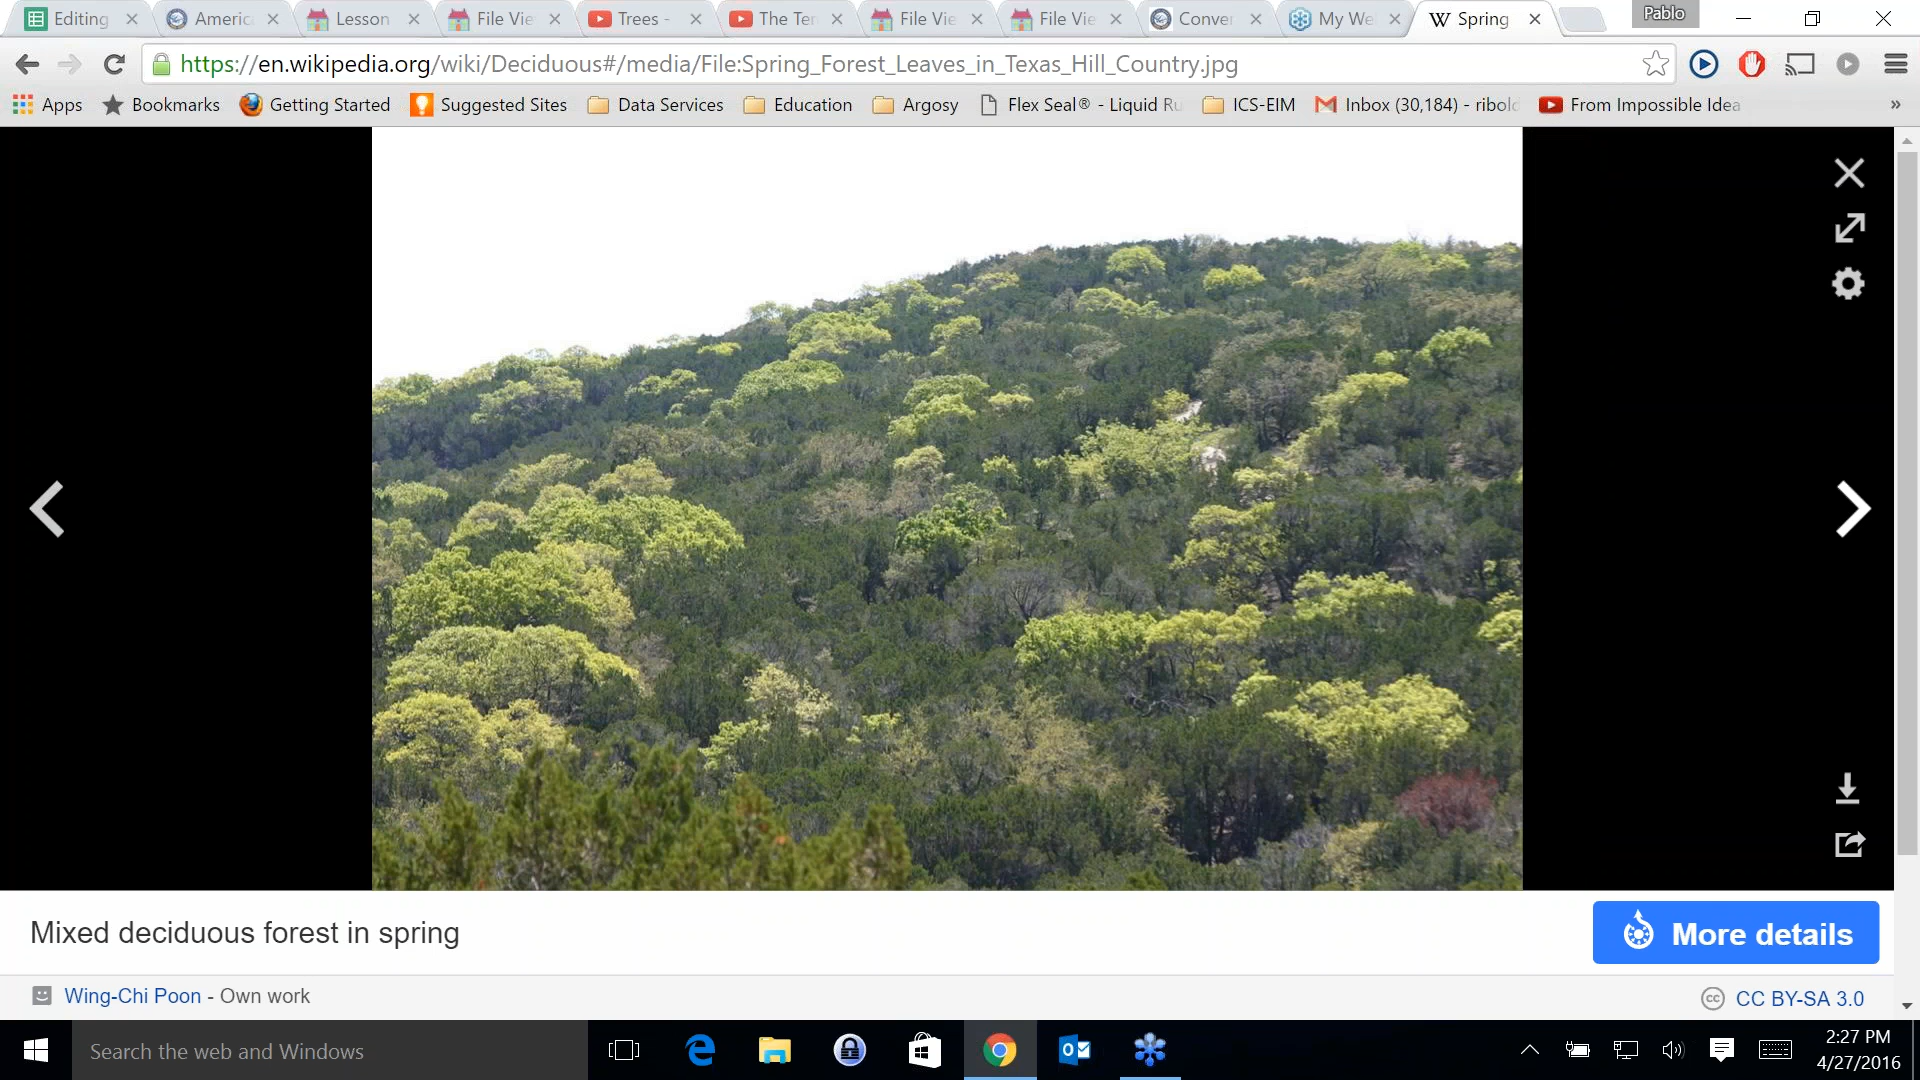 Editing
Americ
Lesson
File Vie
Trees -
The Ter
File Vie
File Vie
Conver
My We
Spring
Pablo
https://en.wikipedia.org/wiki/Deciduous#/media/File:Spring_Forest_Leaves_in_Texas_Hill_Country.jpg
Apps
Bookmarks
Getting Started
Suggested Sites
Data Services
Education
Argosy
Flex Seal® - Liquid Ru
ICS-EIM
Inbox (30,184) - ribold
From Impossible Idea
Mixed deciduous forest in spring
More details
Wing-Chi Poon - Own work
CC BY-SA 3.0
Search the web and Windows
2:27 PM
4/27/2016